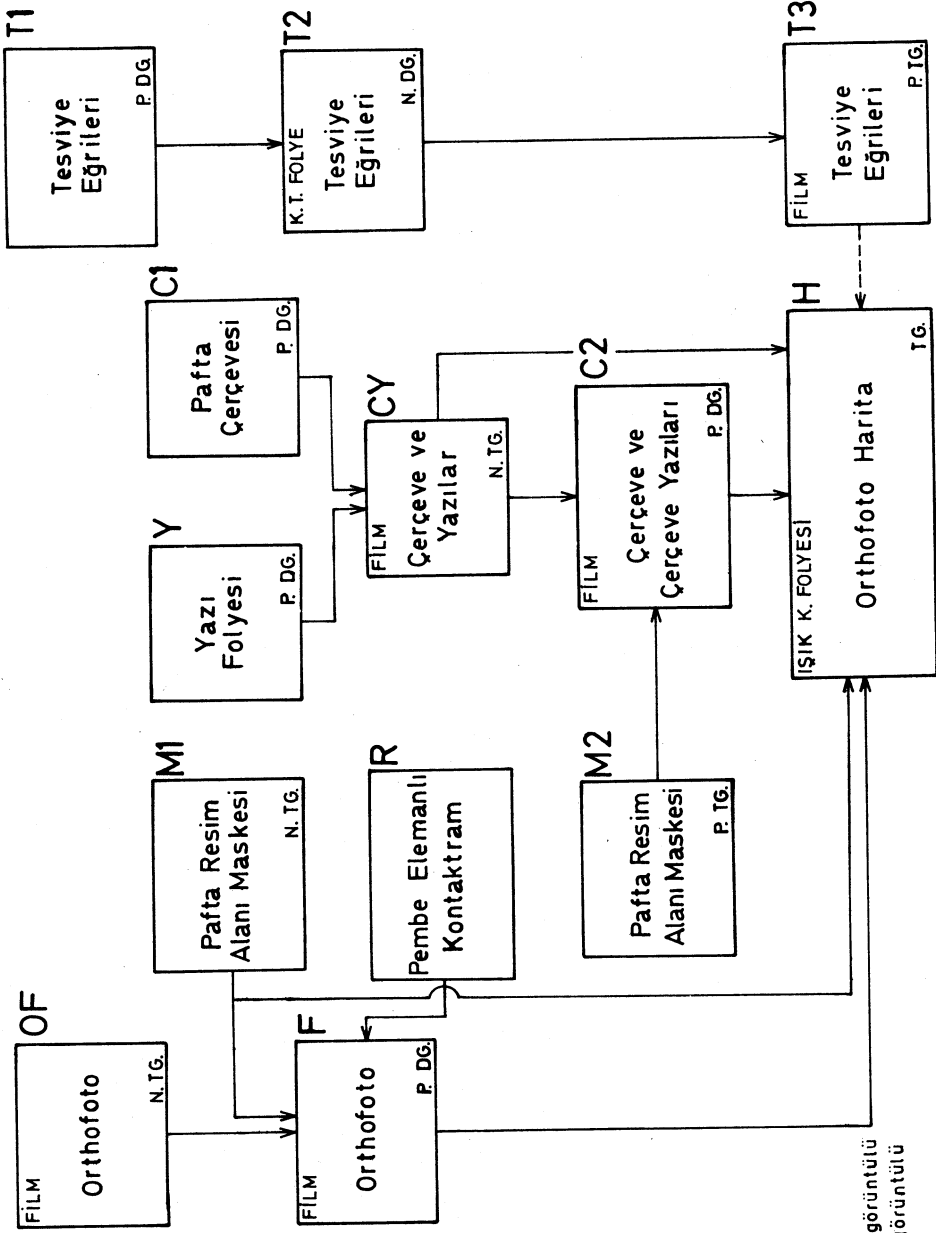 OF
FİLM
Orthofoto
N. TG.
M1
Pafta Resim
Alanı Maskesi
N. TG.
Y
Yazı
Folyesi
P. DG.
C1
Pafta
Çerçevesi
P. DG.
T1
Tesviye
Eğrileri
P. DG.
F
FİLM
Orthofoto
P. DG.
R
Pembe Elemanlı
Kontaktram
CY
FİLM
Çerçeve ve
Yazılar
N. TG.
T2
K.T. FOLYE
Tesviye
Eğrileri
N. DG.
M2
Pafta Resim
Alanı Maskesi
P. TG.
C2
FİLM
Çerçeve ve
Çerçeve Yazıları
P. DG.
H
IŞIK K. FOLYESİ
Orthofoto Harita
TG.
T3
FİLM
Tesviye
Eğrileri
P. TG.
görüntülü
görüntülü